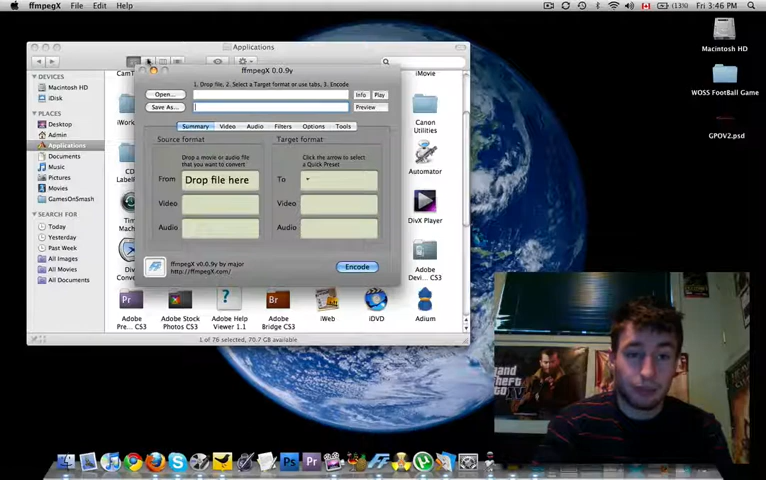 ffmpegX File Edit Help
(13%) Fri 3:46 PM
Applications
DEVICES
Macintosh HD
iDisk
PLACES
Desktop
Admin
Applications
Documents
Music
Pictures
Movies
GamesOnSmash
SEARCH FOR
Today
Yesterday
Past Week
All Images
All Movies
All Documents
ffmpegX 0.0.9y
1. Drop file, 2. Select a Target format or use tabs, 3. Encode
Open...
Info Play
Save As...
Preview
Summary Video Audio Filters Options Tools
Source format
Target format
Drop a movie or audio file
that you want to convert
Click the arrow to select
a Quick Preset
From Drop file here
To
Video
Video
Audio
Audio
ffmpegX v0.0.9y by major
http://ffmpegX.com/
Encode
iMovie
Canon
Utilities
Automator
DivX Player
Adobe
Devi... CS3
Adobe
Pre... CS3
Adobe Stock
Photos CS3
Adobe Help
Viewer 1.1
Adobe
Bridge CS3
iWeb
iDVD
Adium
1 of 76 selected, 70.7 GB available
Macintosh HD
WOSS FootBall Game
GPOV2.psd
grand
theft
auto
IV